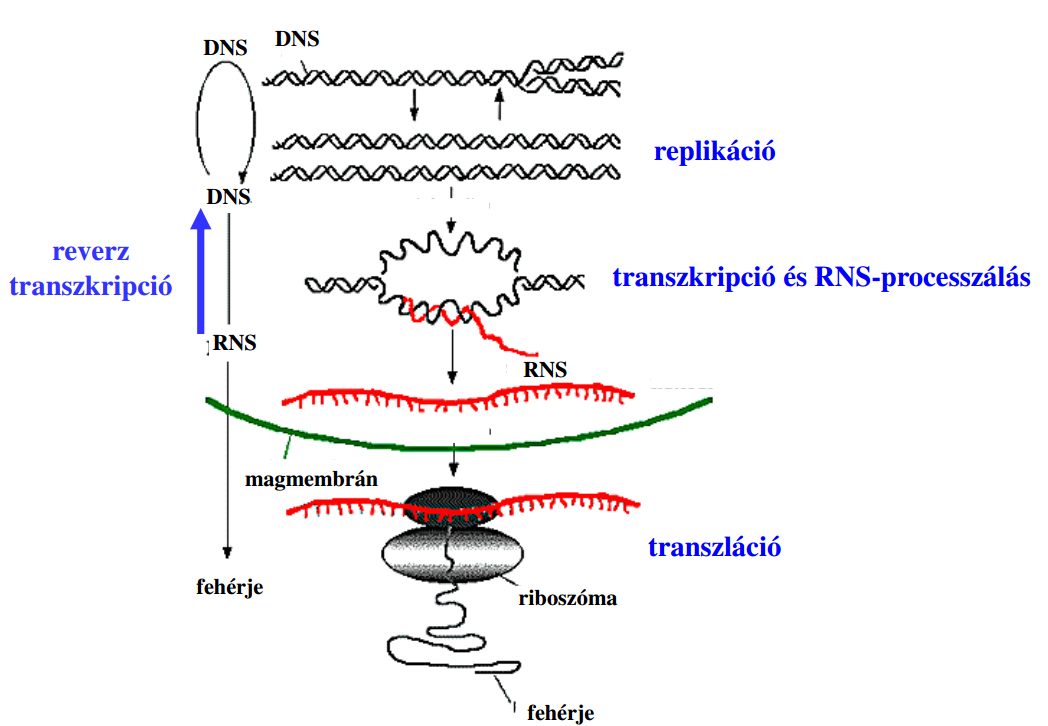 DNS
DNS
replikáció
DNS
reverz
transzkripció
transzkripció és RNS-processzálás
RNS
RNS
magmembrán
transzláció
fehérje
riboszóma
fehérje